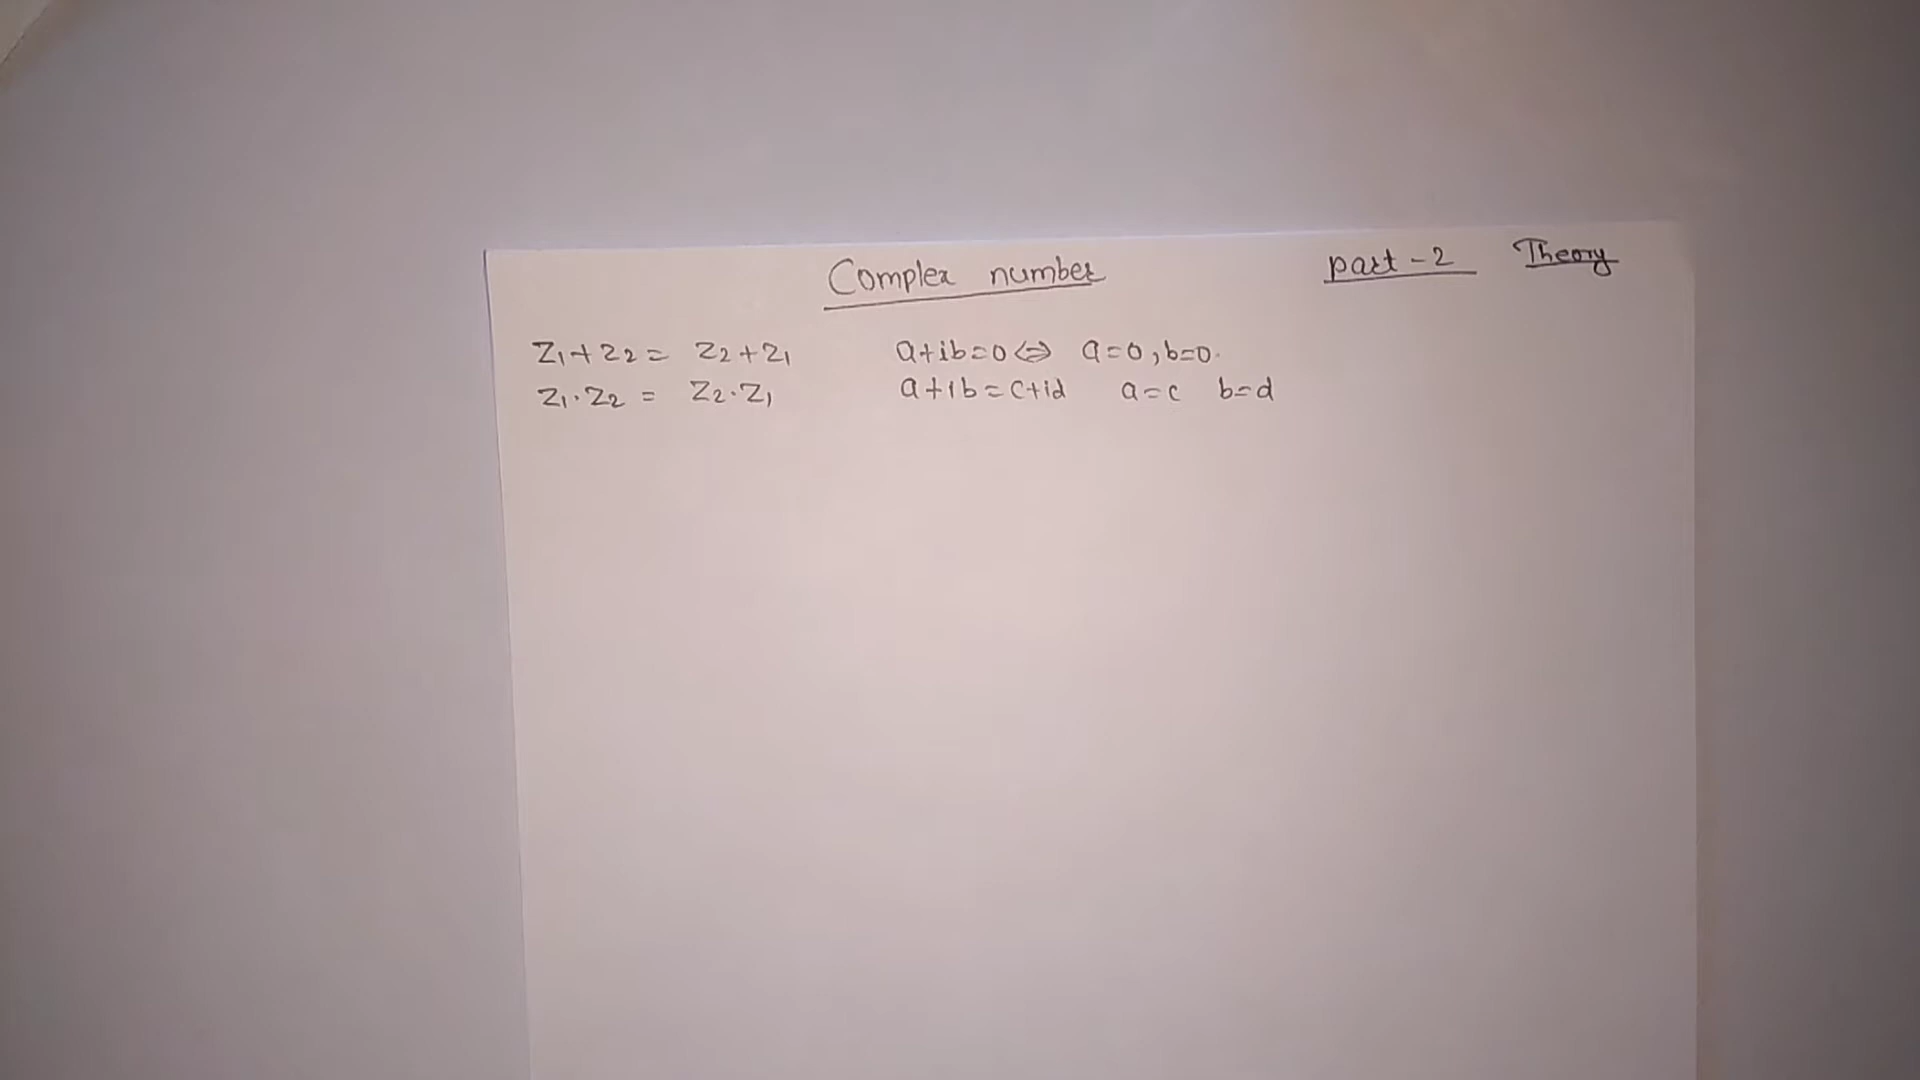 Complex number part-2 Theory
Z₁+Z₂ = Z₂+Z₁ a+ib=0⇔ a=0, b=0.
Z₁·Z₂ = Z₂·Z₁ a+ib=c+id a=c b=d